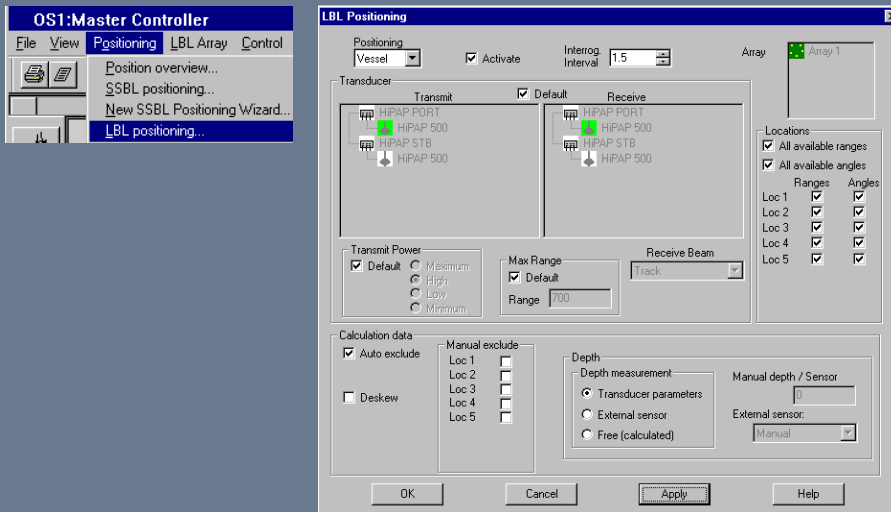 OS1:Master Controller
File View Positioning LBL Array Control
Position overview...
SSBL positioning...
New SSBL Positioning Wizard...
LBL positioning...
LBL Positioning
Positioning
Vessel
Activate
Interrog.
Interval
1.5
Array
Array 1
Transducer
Transmit
Default
Receive
HiPAP PORT
HiPAP 500
HiPAP STB
HiPAP 500
HiPAP PORT
HiPAP 500
HiPAP STB
HiPAP 500
Locations
All available ranges
All available angles
Ranges Angles
Loc 1
Loc 2
Loc 3
Loc 4
Loc 5
Transmit Power
Default
Maximum
High
Low
Minimum
Max Range
Default
Range 700
Receive Beam
Track
Calculation data
Auto exclude
Deskew
Manual exclude
Loc 1
Loc 2
Loc 3
Loc 4
Loc 5
Depth
Depth measurement
Transducer parameters
External sensor
Free (calculated)
Manual depth / Sensor
0
External sensor:
Manual
OK Cancel Apply Help